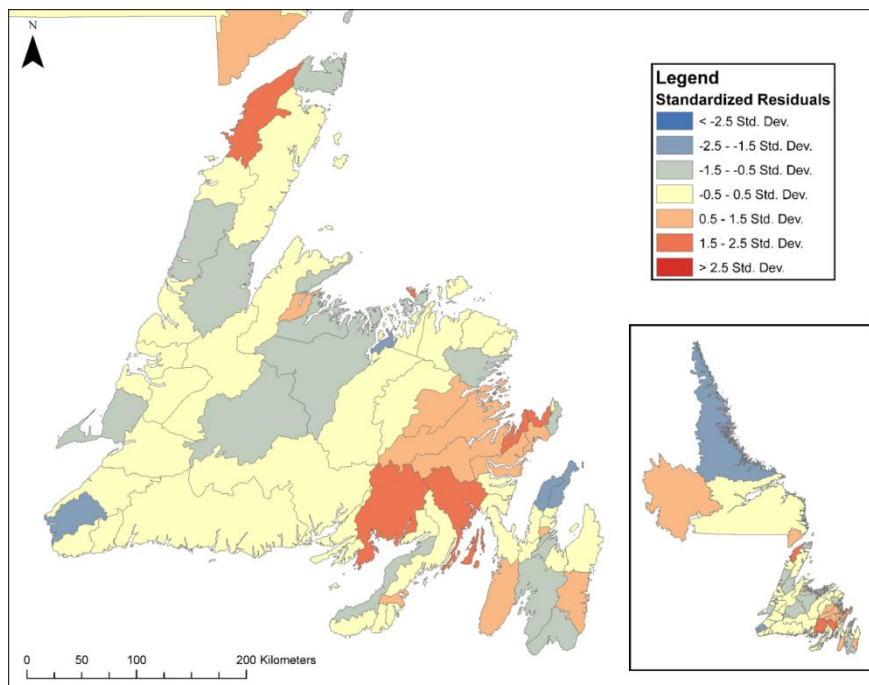 N
Legend
Standardized Residuals
< -2.5 Std. Dev.
-2.5 - -1.5 Std. Dev.
-1.5 - -0.5 Std. Dev.
-0.5 - 0.5 Std. Dev.
0.5 - 1.5 Std. Dev.
1.5 - 2.5 Std. Dev.
> 2.5 Std. Dev.
0 50 100 200 Kilometers